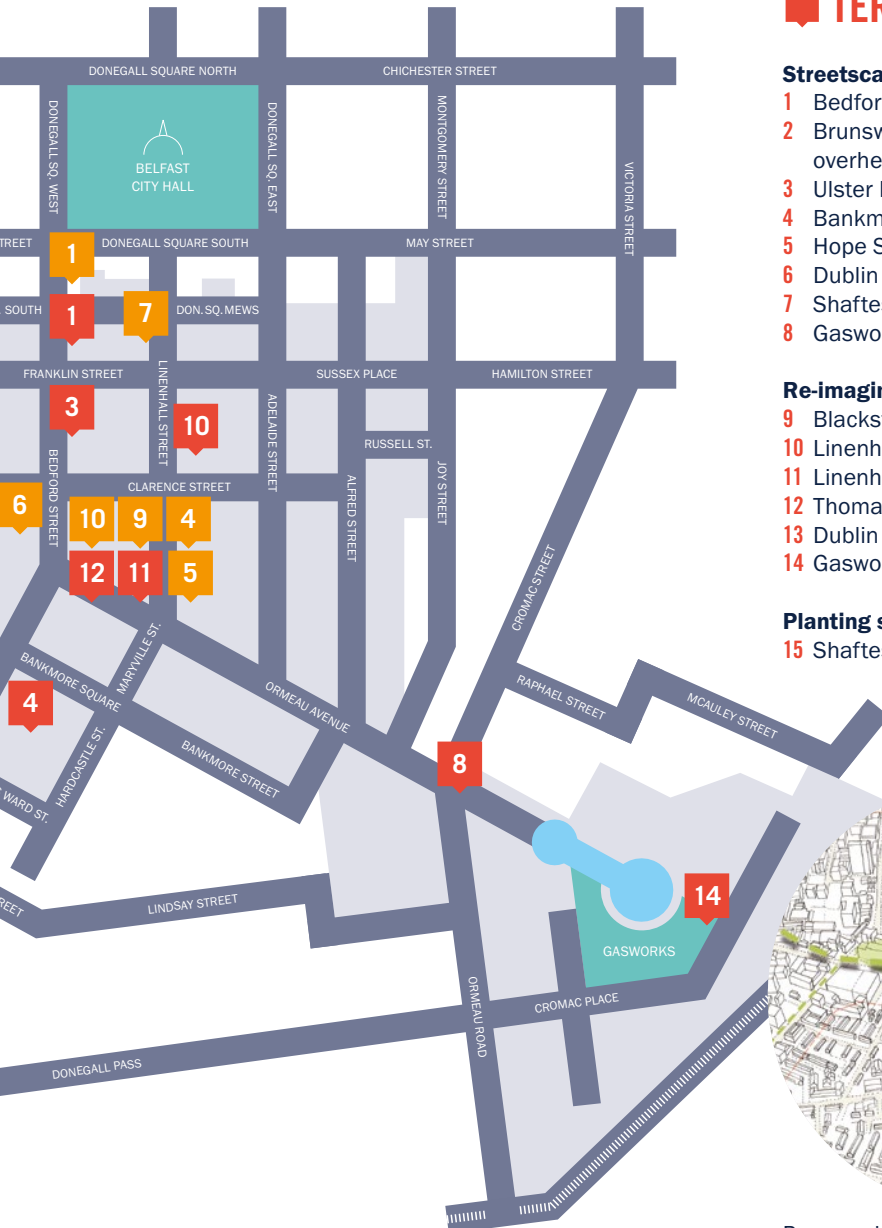 DONEGALL SQUARE NORTH
CHICHESTER STREET
DONEGALL SQ. WEST
BELFAST
CITY HALL
DONEGALL SQ. EAST
MONTGOMERY STREET
VICTORIA STREET
TREET
1
DONEGALL SQUARE SOUTH
MAY STREET
SOUTH
1
7
DON. SQ. MEWS
FRANKLIN STREET
SUSSEX PLACE
HAMILTON STREET
3
LINENHALL STREET
10
ADELAIDE STREET
RUSSELL ST.
BEDFORD STREET
CLARENCE STREET
ALFRED STREET
JOY STREET
6
10
9
4
12
11
5
CROMAC STREET
MARYVILLE ST.
BANKMORE SQUARE
4
ORMEAU AVENUE
RAPHAEL STREET
MCAULEY STREET
HARDCASTLE ST.
BANKMORE STREET
8
WARD ST.
REET
LINDSAY STREET
14
GASWORKS
ORMEAU ROAD
CROMAC PLACE
DONEGALL PASS
TER
Streetsca
1 Bedfor
2 Brunsw
overhe
3 Ulster
4 Bankm
5 Hope S
6 Dublin
7 Shafte
8 Gaswo
Re-imagin
9 Blackst
10 Linenh
11 Linenh
12 Thoma
13 Dublin
14 Gaswo
Planting s
15 Shafte